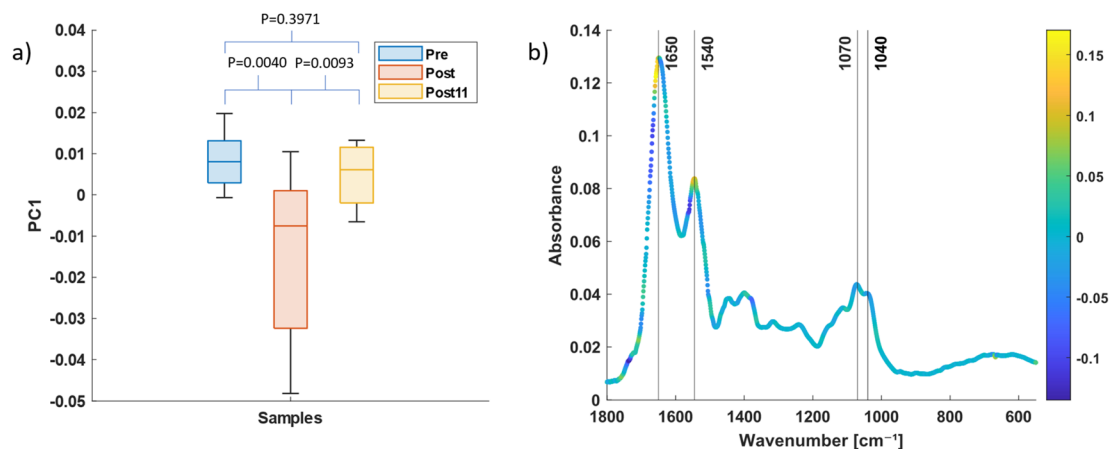 a)
P=0.3971
P=0.0040
P=0.0093
Pre
Post
Post11
0.04
0.03
0.02
0.01
0
-0.01
-0.02
-0.03
-0.04
-0.05
PC1
Samples
b)
1650
1540
1070
1040
0.14
0.12
0.1
0.08
0.06
0.04
0.02
0
Absorbance
1800
1600
1400
1200
1000
800
600
Wavenumber [cm⁻¹]
0.15
0.1
0.05
0
-0.05
-0.1